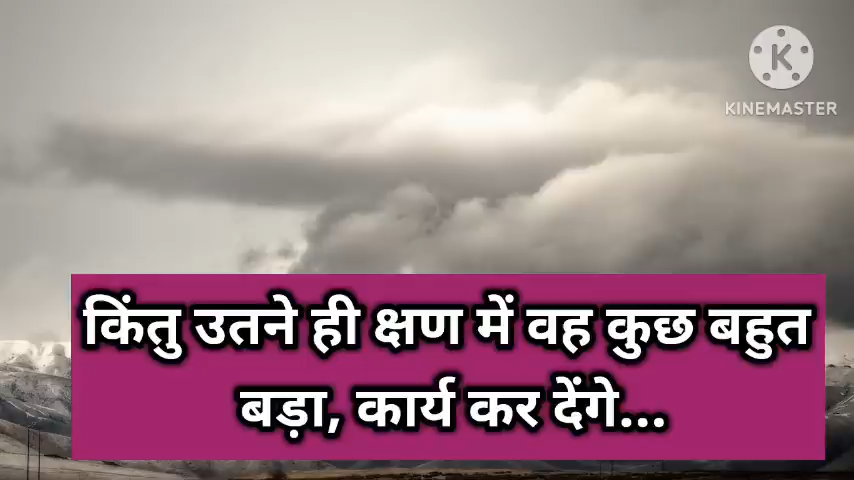 KINEMASTER
किंतु उतने ही क्षण में वह कुछ बहुत
बड़ा, कार्य कर देंगे...